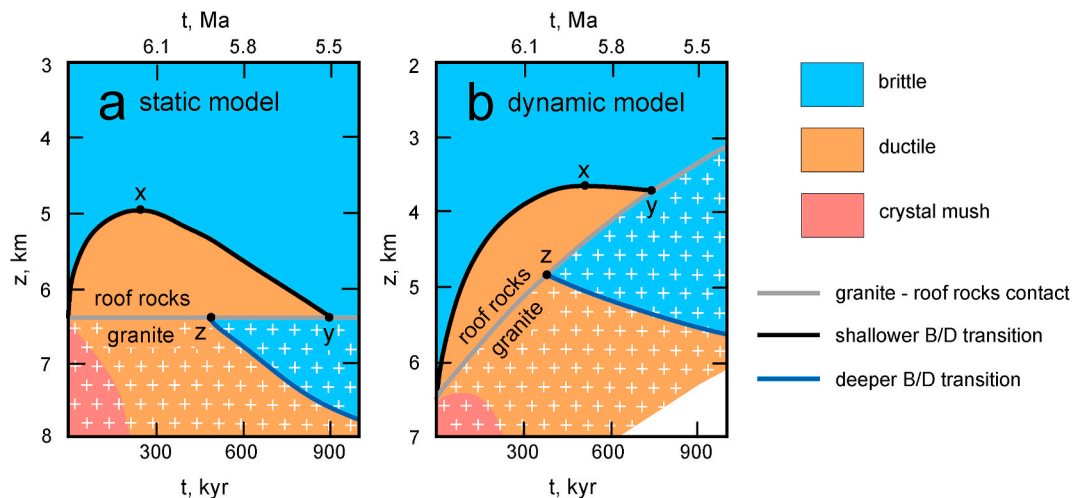 t, Ma
6.1 5.8 5.5
3
4
5
6
7
8
z, km
a static model
x
roof rocks
granite
z
y
300 600 900
t, kyr
t, Ma
6.1 5.8 5.5
2
3
4
5
6
7
z, km
b dynamic model
x
y
z
roof rocks
granite
300 600 900
t, kyr
brittle
ductile
crystal mush
granite - roof rocks contact
shallower B/D transition
deeper B/D transition